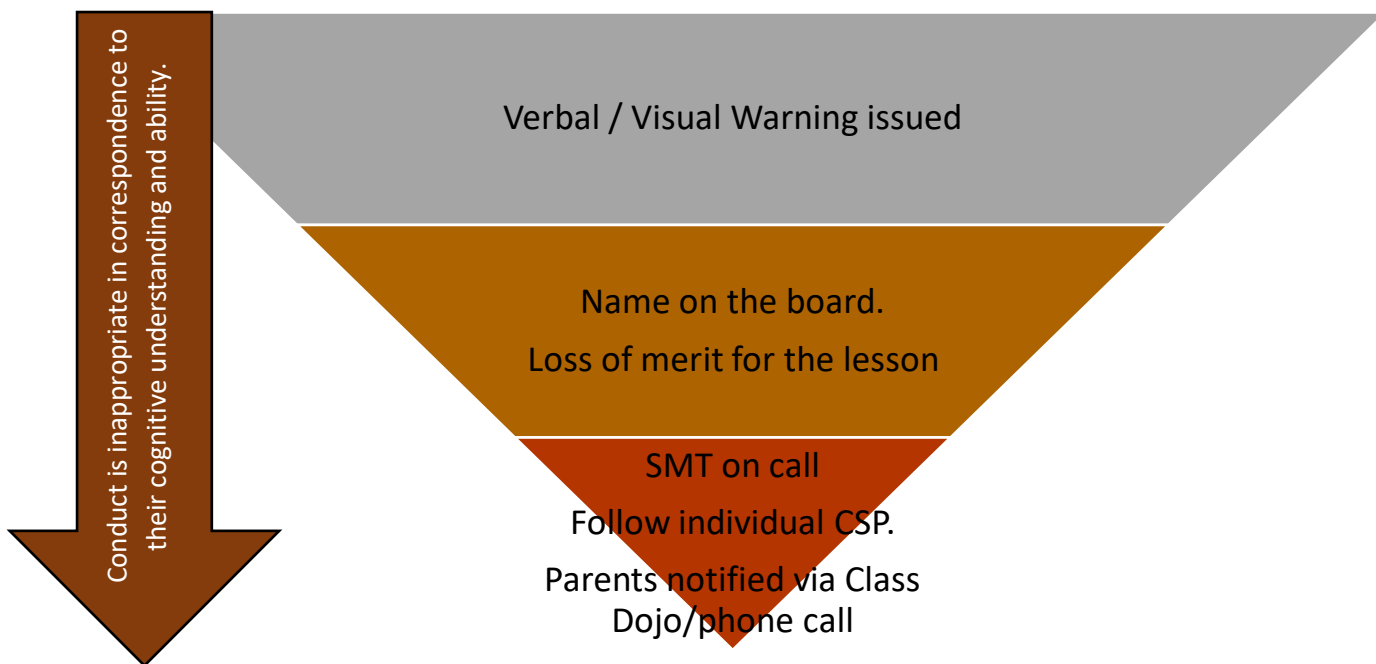 Conduct is inappropriate in correspondence to
their cognitive understanding and ability.
Verbal / Visual Warning issued
Name on the board.
Loss of merit for the lesson
SMT on call
Follow individual CSP.
Parents notified via Class
Dojo/phone call